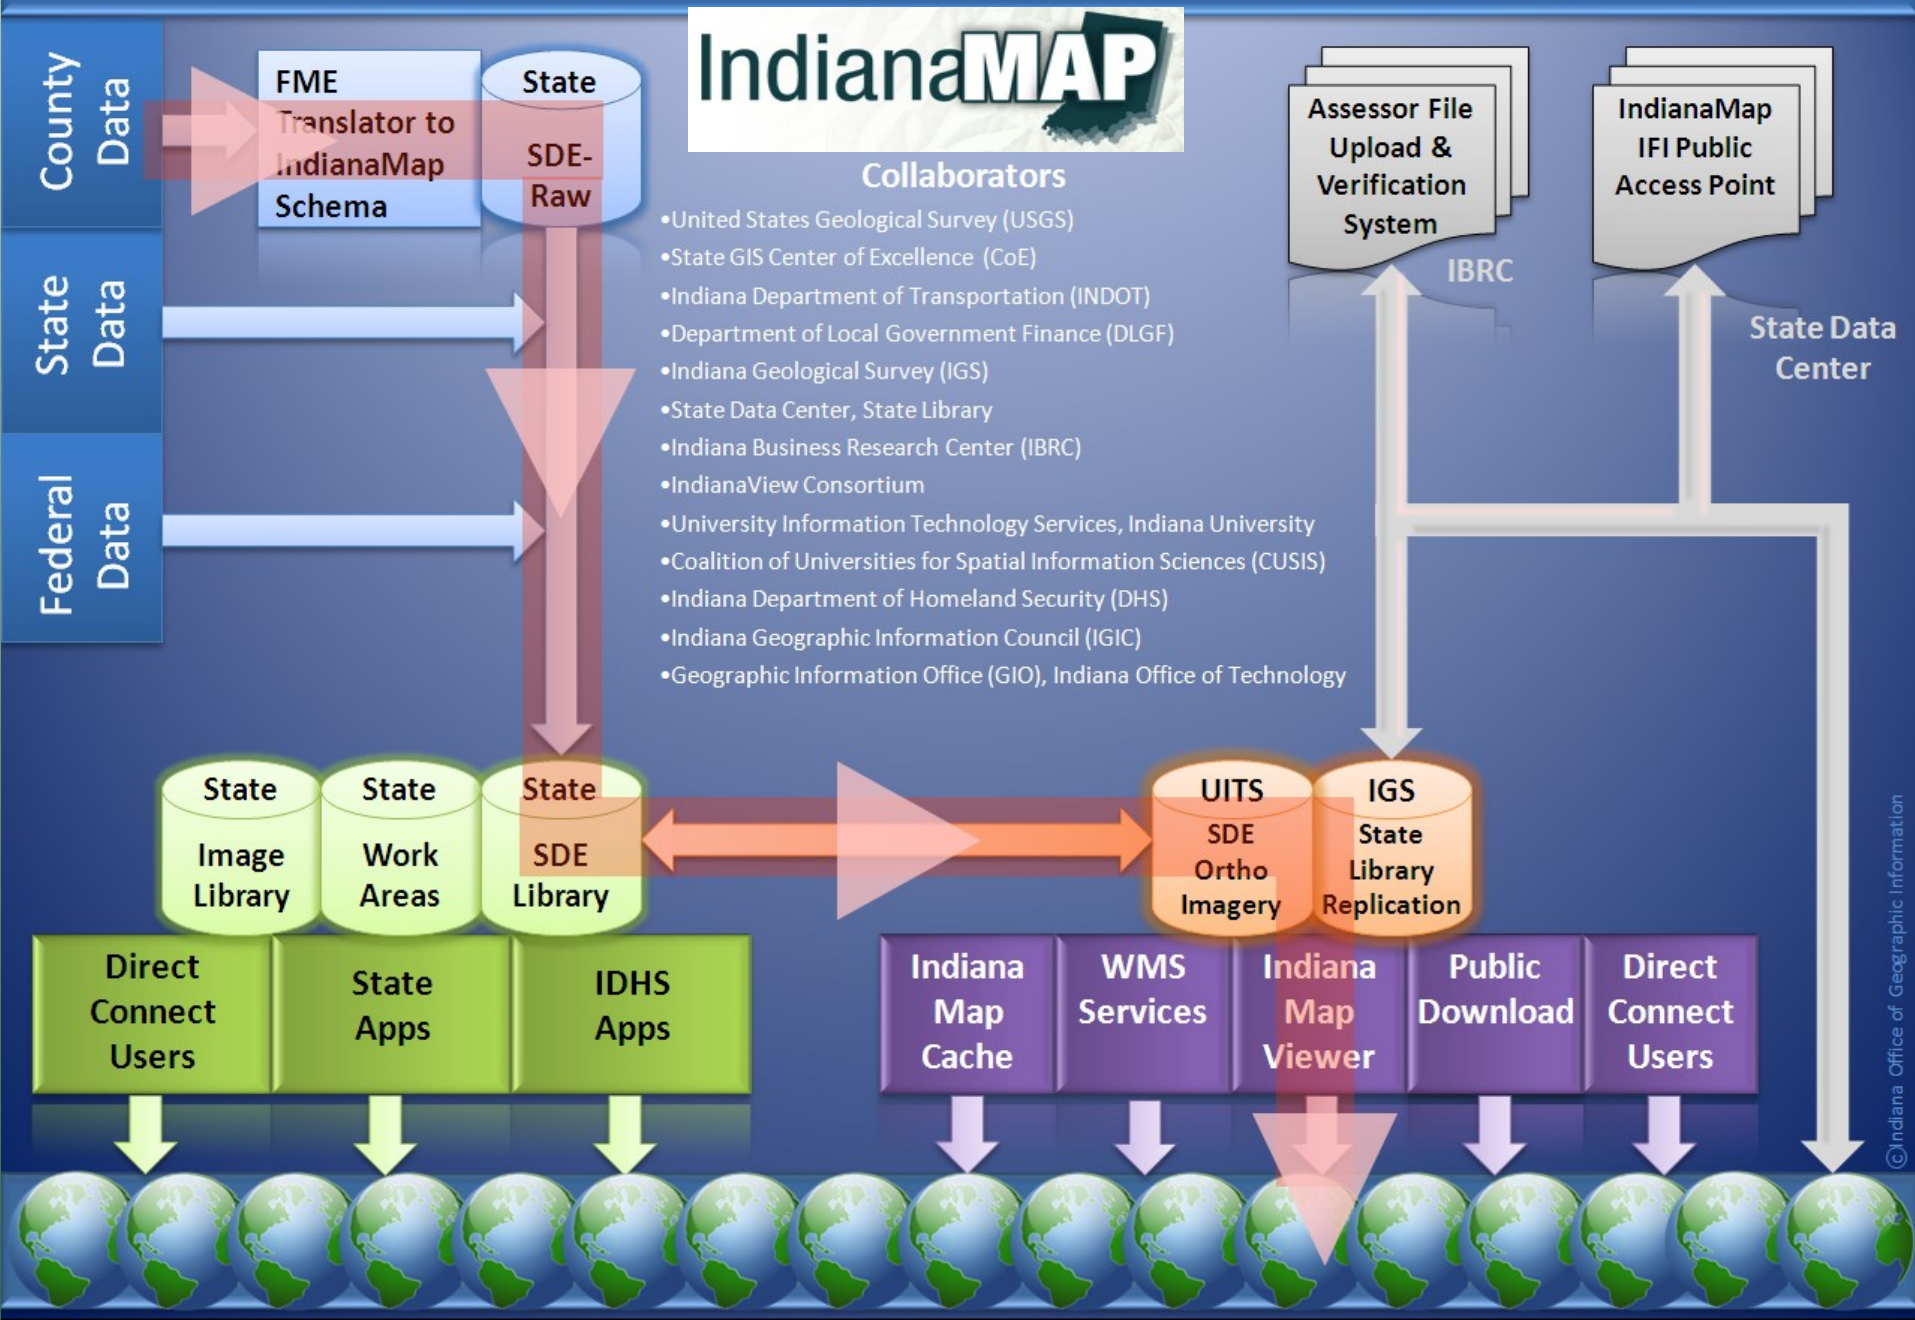 County
Data
State
Data
Federal
Data
FME
Translator to
IndianaMap
Schema
State
SDE-
Raw
IndianaMAP
Collaborators
•United States Geological Survey (USGS)
•State GIS Center of Excellence (CoE)
•Indiana Department of Transportation (INDOT)
•Department of Local Government Finance (DLGF)
•Indiana Geological Survey (IGS)
•State Data Center, State Library
•Indiana Business Research Center (IBRC)
•IndianaView Consortium
•University Information Technology Services, Indiana University
•Coalition of Universities for Spatial Information Sciences (CUSIS)
•Indiana Department of Homeland Security (DHS)
•Indiana Geographic Information Council (IGIC)
•Geographic Information Office (GIO), Indiana Office of Technology
Assessor File
Upload &
Verification
System
IBRC
IndianaMap
IFI Public
Access Point
State Data
Center
State
Image
Library
State
Work
Areas
State
SDE
Library
UITS
SDE
Ortho
Imagery
IGS
State
Library
Replication
Direct
Connect
Users
State
Apps
IDHS
Apps
Indiana
Map
Cache
WMS
Services
Indiana
Map
Viewer
Public
Download
Direct
Connect
Users
©Indiana Office of Geographic Information